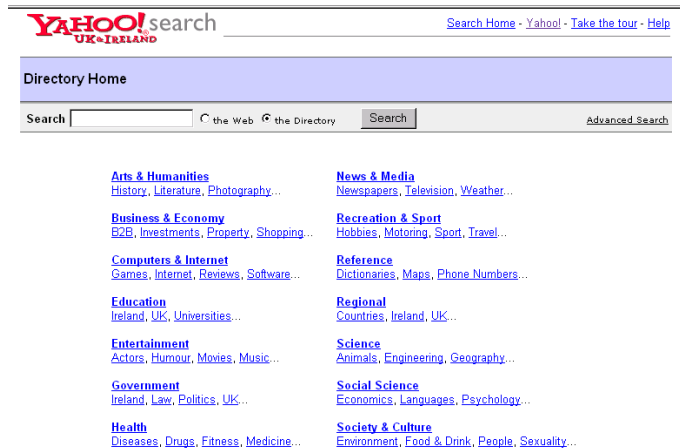 YAHOO! search
UK & IRELAND
Search Home - Yahoo! - Take the tour - Help
Directory Home
Search the Web the Directory Search Advanced Search
Arts & Humanities
History, Literature, Photography...
Business & Economy
B2B, Investments, Property, Shopping...
Computers & Internet
Games, Internet, Reviews, Software...
Education
Ireland, UK, Universities...
Entertainment
Actors, Humour, Movies, Music...
Government
Ireland, Law, Politics, UK...
Health
Diseases, Drugs, Fitness, Medicine...
News & Media
Newspapers, Television, Weather...
Recreation & Sport
Hobbies, Motoring, Sport, Travel...
Reference
Dictionaries, Maps, Phone Numbers...
Regional
Countries, Ireland, UK...
Science
Animals, Engineering, Geography...
Social Science
Economics, Languages, Psychology...
Society & Culture
Environment, Food & Drink, People, Sexuality...